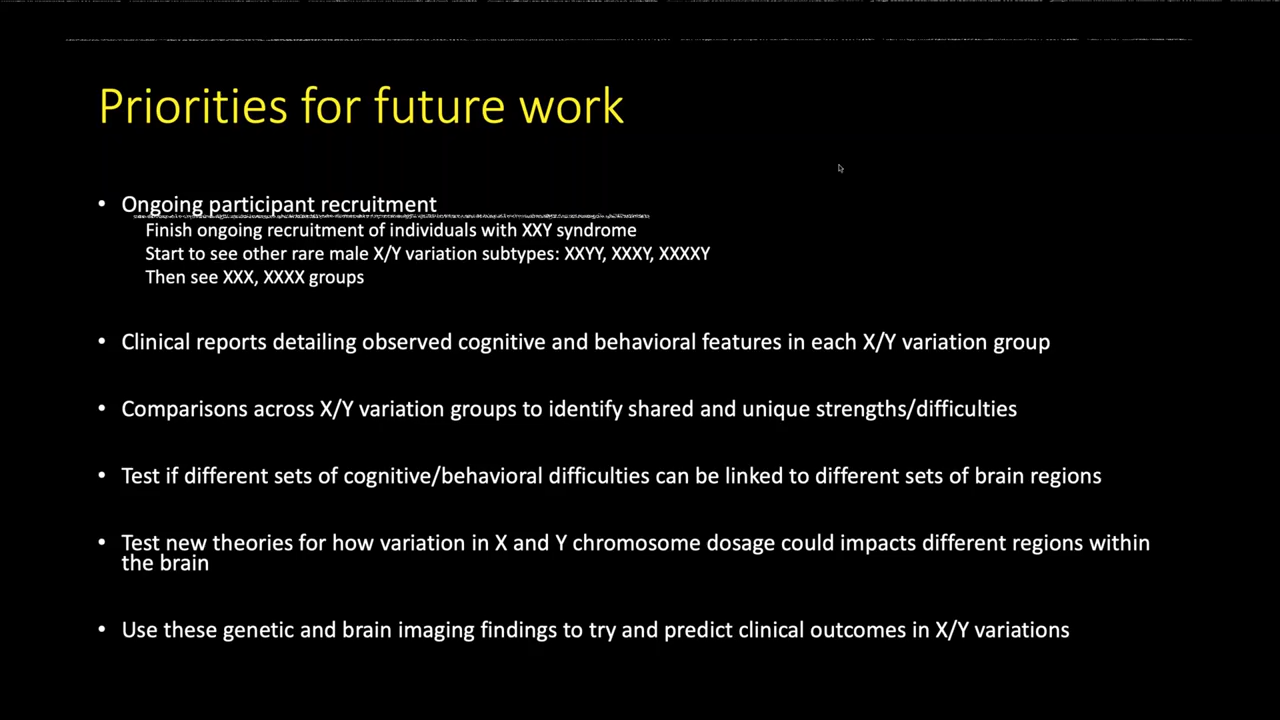 Priorities for future work
• Ongoing participant recruitment
Finish ongoing recruitment of individuals with XXY syndrome
Start to see other rare male X/Y variation subtypes: XXYY, XXXY, XXXXY
Then see XXX, XXXX groups
• Clinical reports detailing observed cognitive and behavioral features in each X/Y variation group
• Comparisons across X/Y variation groups to identify shared and unique strengths/difficulties
• Test if different sets of cognitive/behavioral difficulties can be linked to different sets of brain regions
• Test new theories for how variation in X and Y chromosome dosage could impacts different regions within
the brain
• Use these genetic and brain imaging findings to try and predict clinical outcomes in X/Y variations